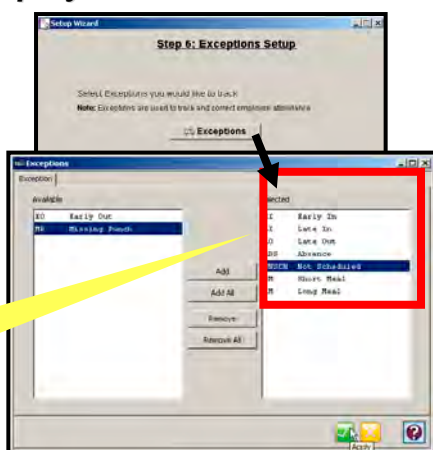 Setup Wizard
Step 6: Exceptions Setup
Select Exceptions you would like to track
Note: Exceptions are used to track and correct employee attendance
Exceptions
Exceptions
Exception
Available
EO Early Out
Missing Punch
Early In
Late In
Late Out
Absence
Not Scheduled
Short Meal
Long Meal
Add
Add All
Remove
Remove All
Apply